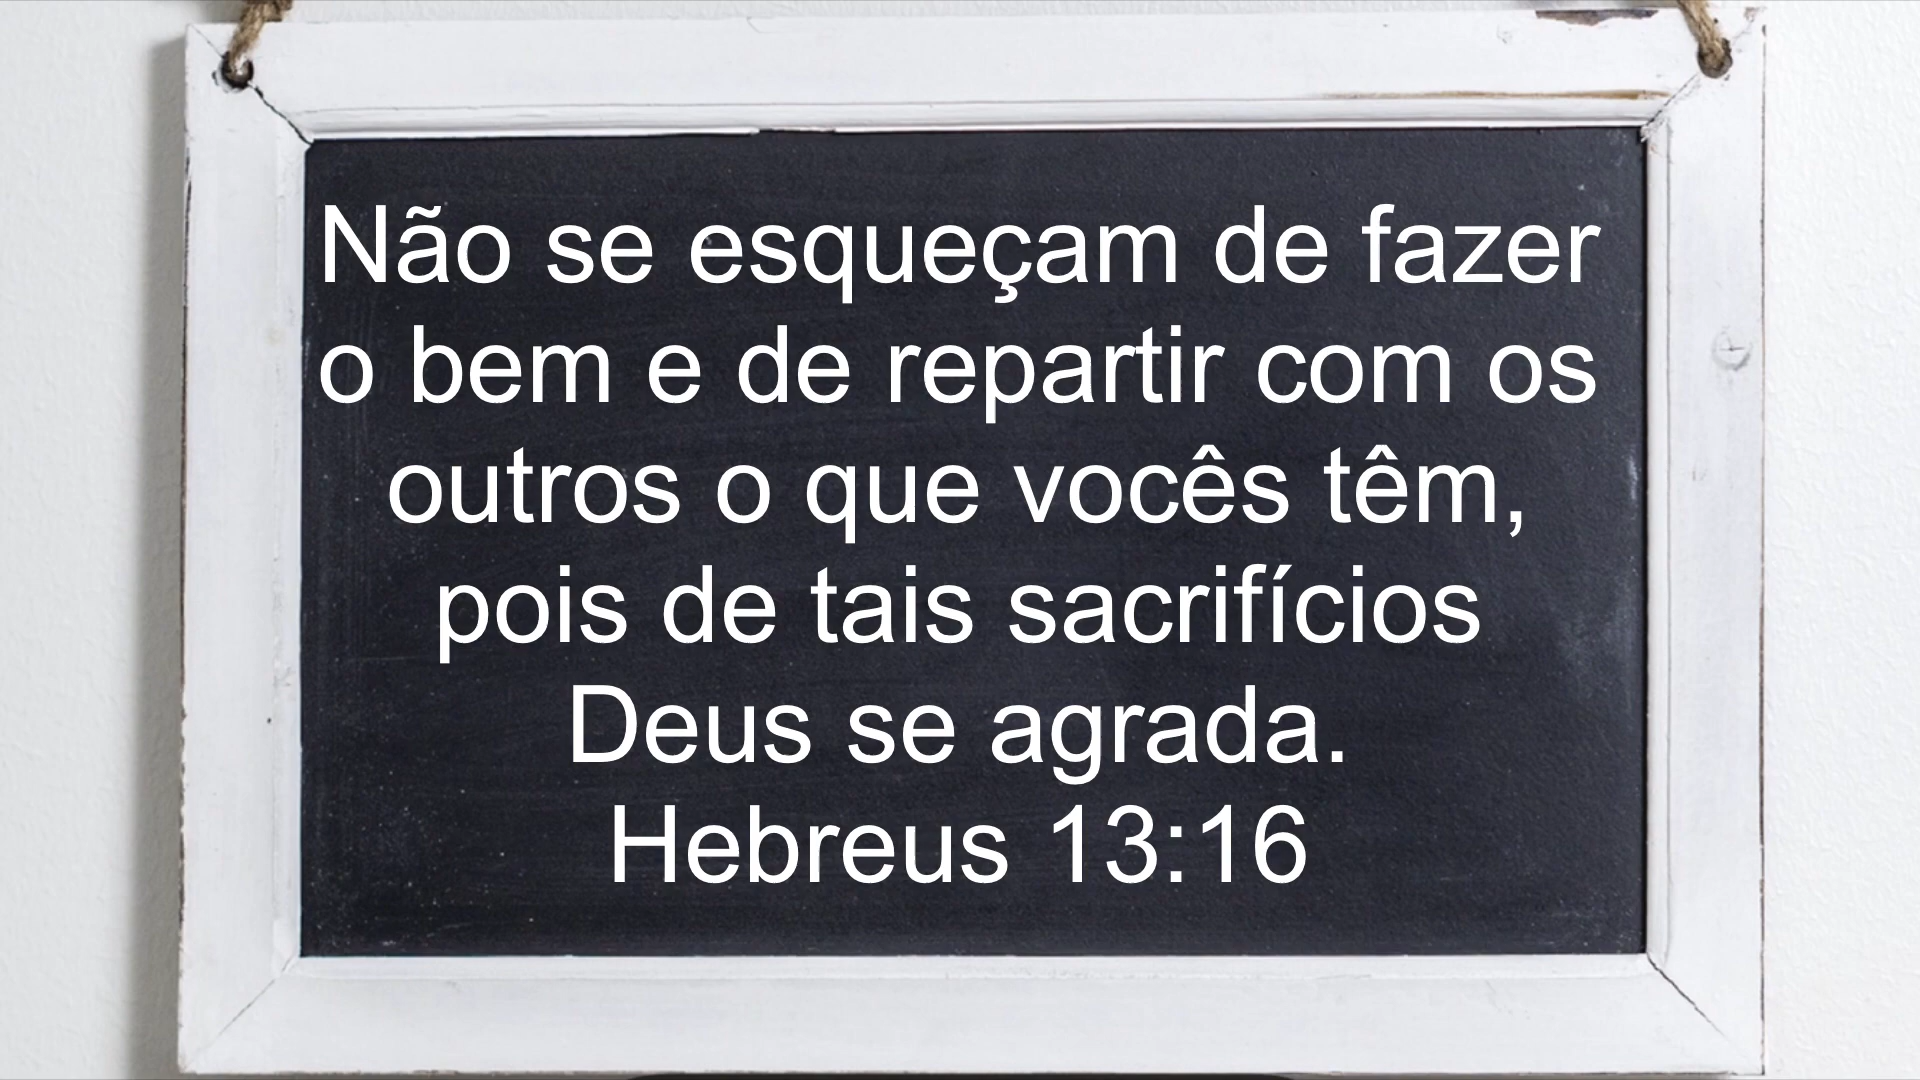 Não se esqueçam de fazer
o bem e de repartir com os
outros o que vocês têm,
pois de tais sacrifícios
Deus se agrada.
Hebreus 13:16